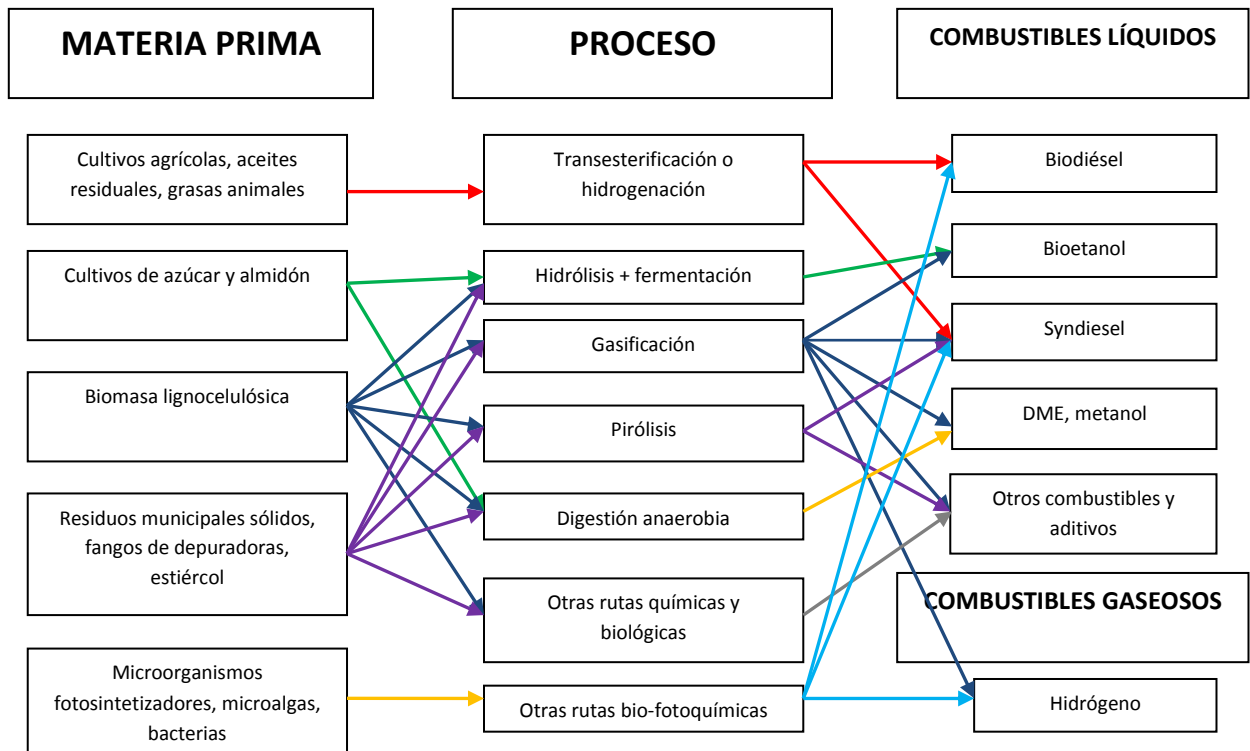 MATERIA PRIMA
PROCESO
COMBUSTIBLES LÍQUIDOS
Cultivos agrícolas, aceites
residuales, grasas animales
Transesterificación o
hidrogenación
Biodiésel
Cultivos de azúcar y almidón
Hidrólisis + fermentación
Bioetanol
Gasificación
Syndiesel
Biomasa lignocelulósica
Pirólisis
DME, metanol
Residuos municipales sólidos,
fangos de depuradoras,
estiércol
Digestión anaerobia
Otros combustibles y
aditivos
Otras rutas químicas y
biológicas
COMBUSTIBLES GASEOSOS
Microorganismos
fotosintetizadores, microalgas,
bacterias
Otras rutas bio-fotoquímicas
Hidrógeno